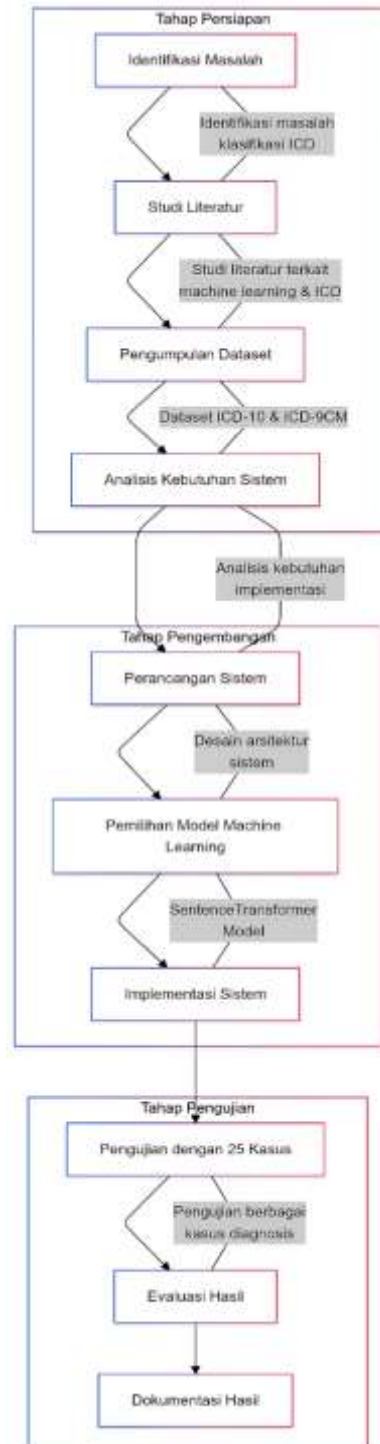 Tahap Persiapan
Identifikasi Masalah
Identifikasi masalah
klasifikasi ICD
Studi Literatur
Studi literatur terkait
machine learning & ICD
Pengumpulan Dataset
Dataset ICD-10 & ICD-9CM
Analisis Kebutuhan Sistem
Analisis kebutuhan
implementasi
Tahap Pengembangan
Perancangan Sistem
Desain arsitektur
sistem
Pemilihan Model Machine
Learning
SentenceTransformer
Model
Implementasi Sistem
Tahap Pengujian
Pengujian dengan 25 Kasus
Pengujian berbagai
kasus diagnosis
Evaluasi Hasil
Dokumentasi Hasil